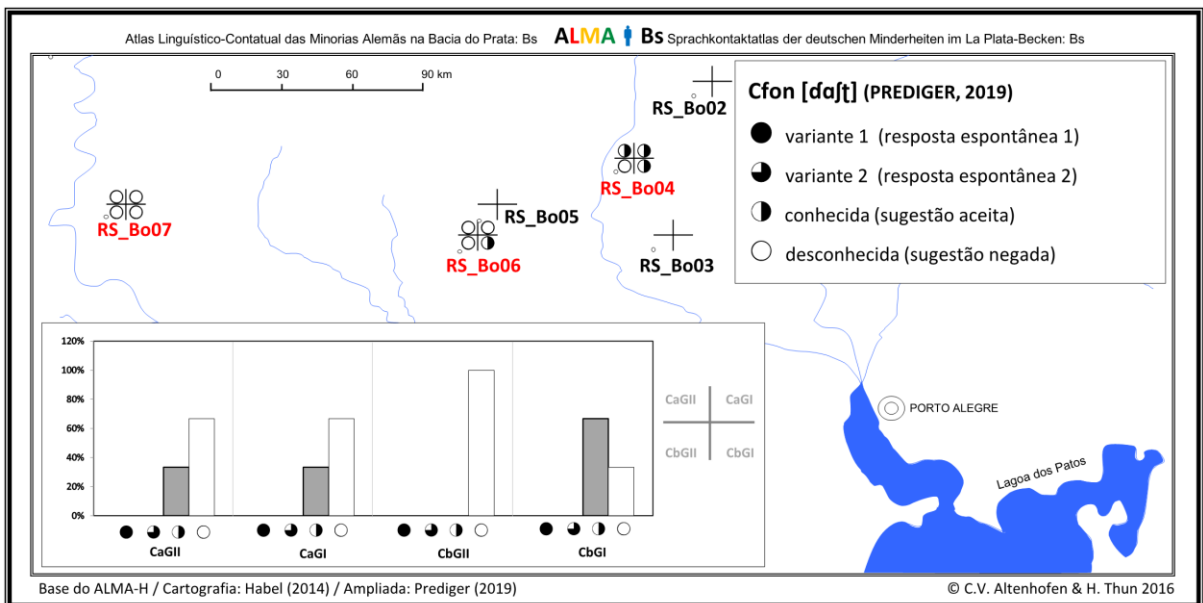 Atlas Linguístico-Contatual das Minorias Alemãs na Bacia do Prata: Bs ALMA Bs Sprachkontaktatlas der deutschen Minderheiten im La Plata-Becken: Bs
0 30 60 90 km
RS_Bo02
RS_Bo04
RS_Bo07
RS_Bo05
RS_Bo06
RS_Bo03
Cfon [ɗɑʃt̪] (PREDIGER, 2019)
variante 1 (resposta espontânea 1)
variante 2 (resposta espontânea 2)
conhecida (sugestão aceita)
desconhecida (sugestão negada)
120%
100%
80%
60%
40%
20%
0%
CaGII CaGI CbGII CbGI
CaGII CaGI
CbGII CbGI
PORTO ALEGRE
Lagoa dos Patos
Base do ALMA-H / Cartografia: Habel (2014) / Ampliada: Prediger (2019)
© C.V. Altenhofen & H. Thun 2016